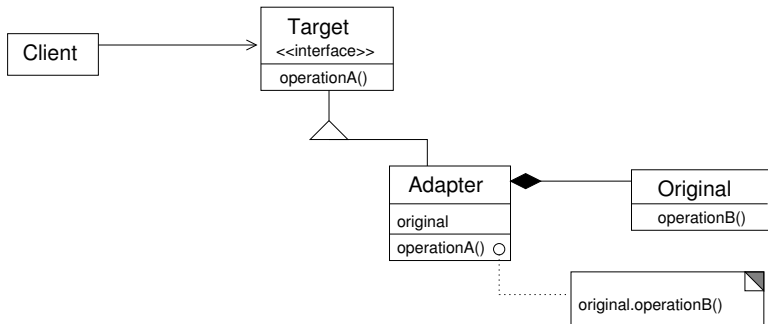 Client
Target
<<interface>>
operationA()
Adapter
original
operationA()
Original
operationB()
original.operationB()